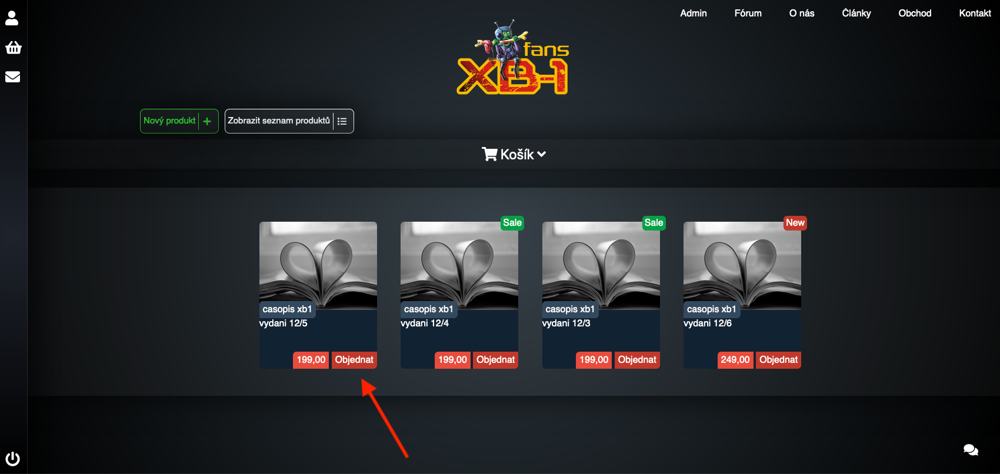 Admin Fórum O nás Články Obchod Kontakt
fans
XB-1
Nový produkt
Zobrazit seznam produktů
Košík
Sale
Sale
New
casopis xb1
vydani 12/5
199,00 Objednat
casopis xb1
vydani 12/4
199,00 Objednat
casopis xb1
vydani 12/3
199,00 Objednat
casopis xb1
vydani 12/6
249,00 Objednat